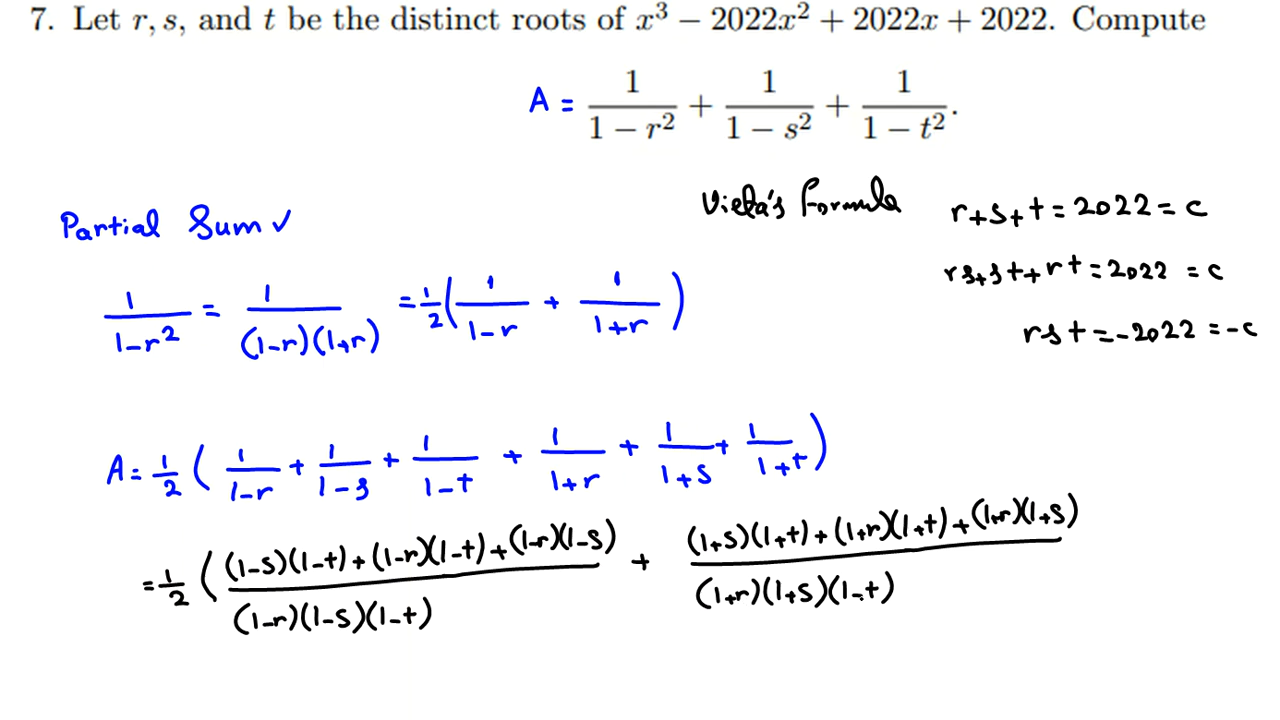 7. Let r, s, and t be the distinct roots of x³ − 2022x² + 2022x + 2022. Compute
A = 1/(1 − r²) + 1/(1 − s²) + 1/(1 − t²).
Partial Sum ✓
Vieta's Formula
r+s+t = 2022 = c
rs+st+rt = 2022 = c
rst = -2022 = -c
1/(1-r²) = 1/((1-r)(1+r)) = 1/2 (1/(1-r) + 1/(1+r))
A = 1/2 (1/(1-r) + 1/(1-s) + 1/(1-t) + 1/(1+r) + 1/(1+s) + 1/(1+t))
= 1/2 (((1-s)(1-t) + (1-r)(1-t) + (1-r)(1-s))/((1-r)(1-s)(1-t)) + ((1+s)(1+t) + (1+r)(1+t) + (1+r)(1+s))/((1+r)(1+s)(1+t))